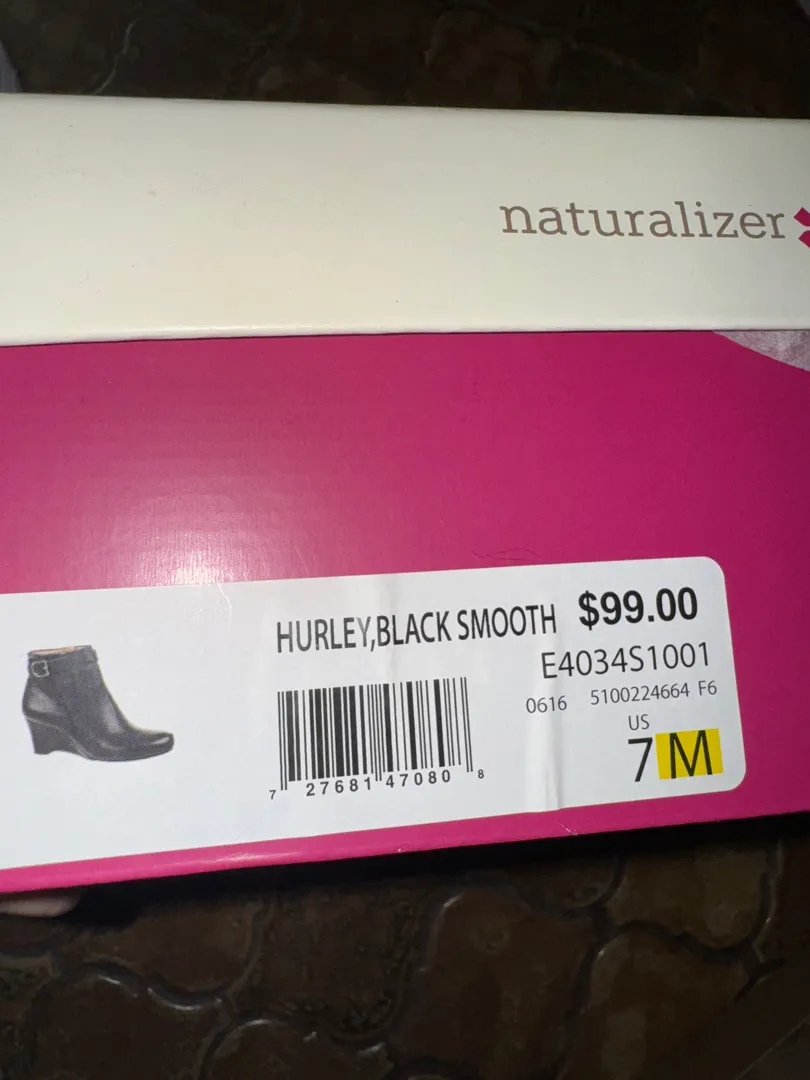 naturalizer
HURLEY,BLACK SMOOTH $99.00
E4034S1001
0616 5100224664 F6
US
7 M
7 27681 47080 8